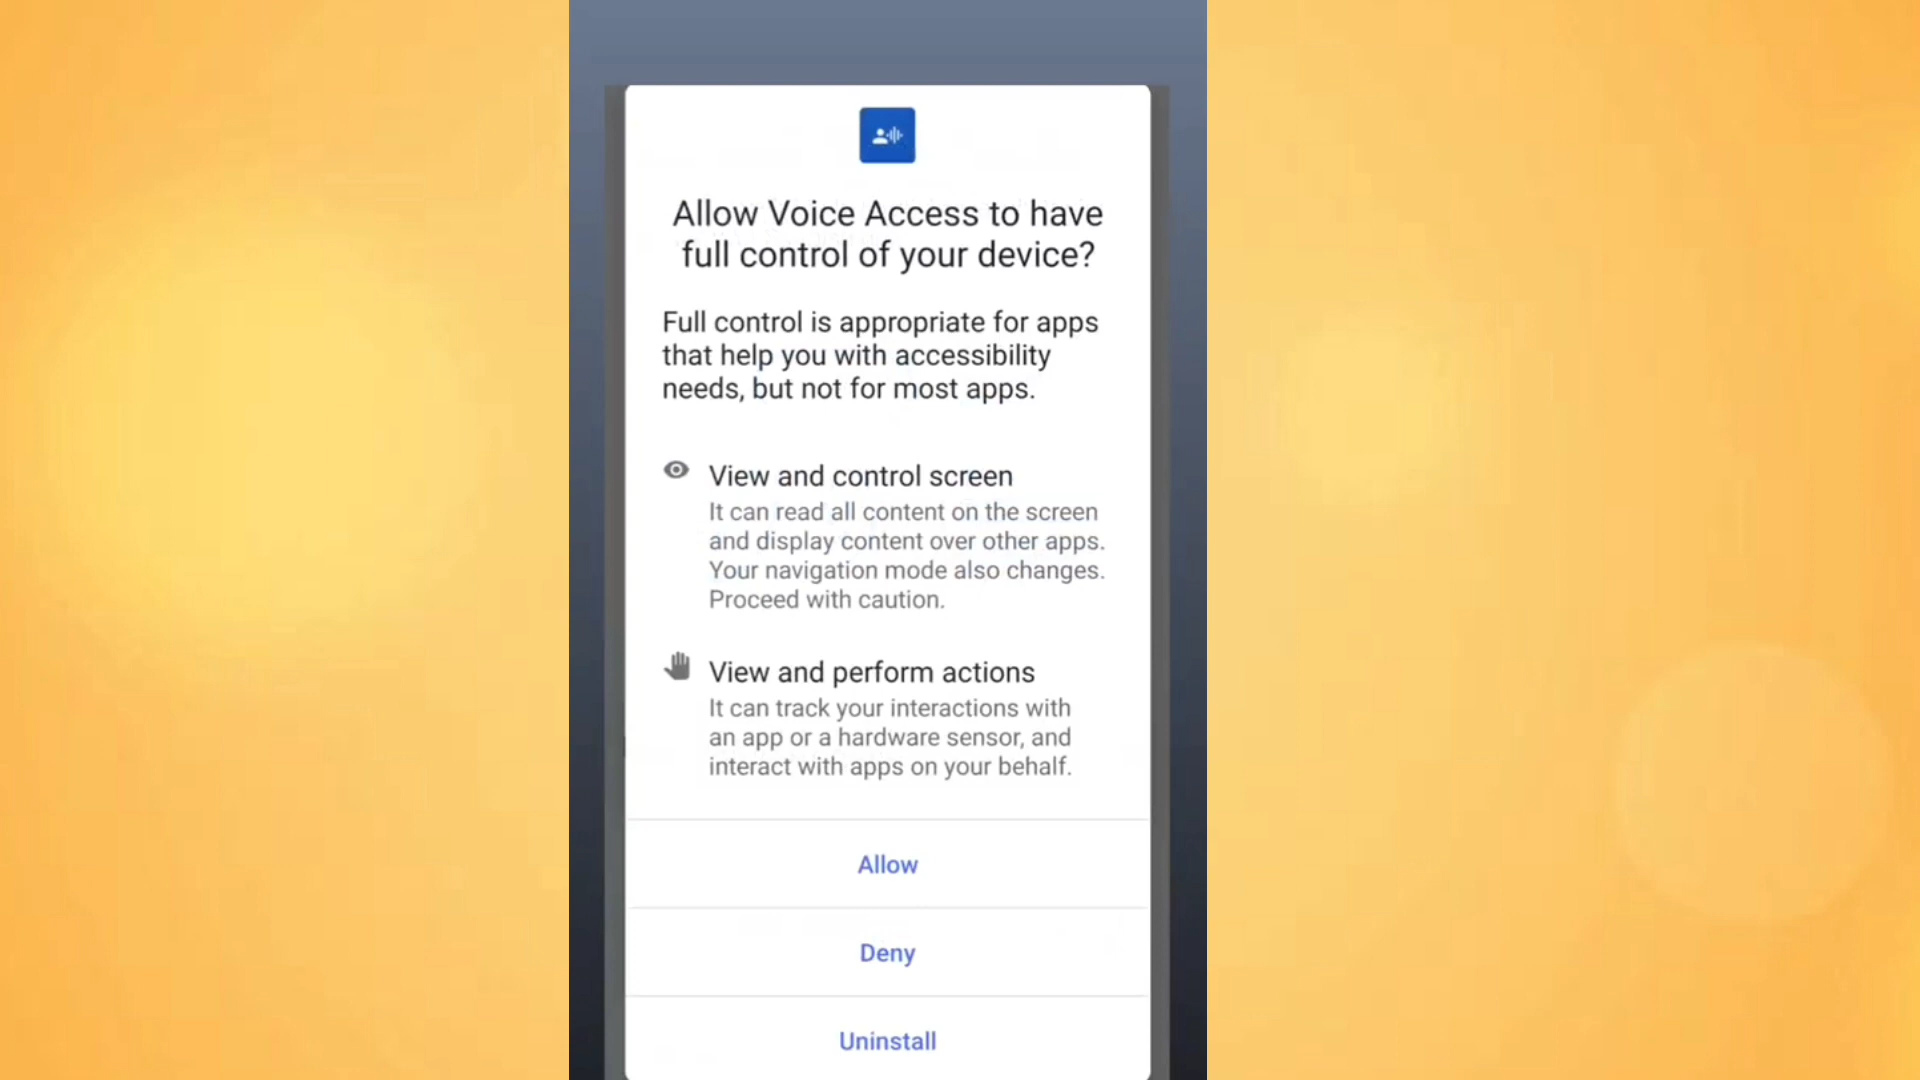 Allow Voice Access to have
full control of your device?
Full control is appropriate for apps
that help you with accessibility
needs, but not for most apps.
View and control screen
It can read all content on the screen
and display content over other apps.
Your navigation mode also changes.
Proceed with caution.
View and perform actions
It can track your interactions with
an app or a hardware sensor, and
interact with apps on your behalf.
Allow
Deny
Uninstall